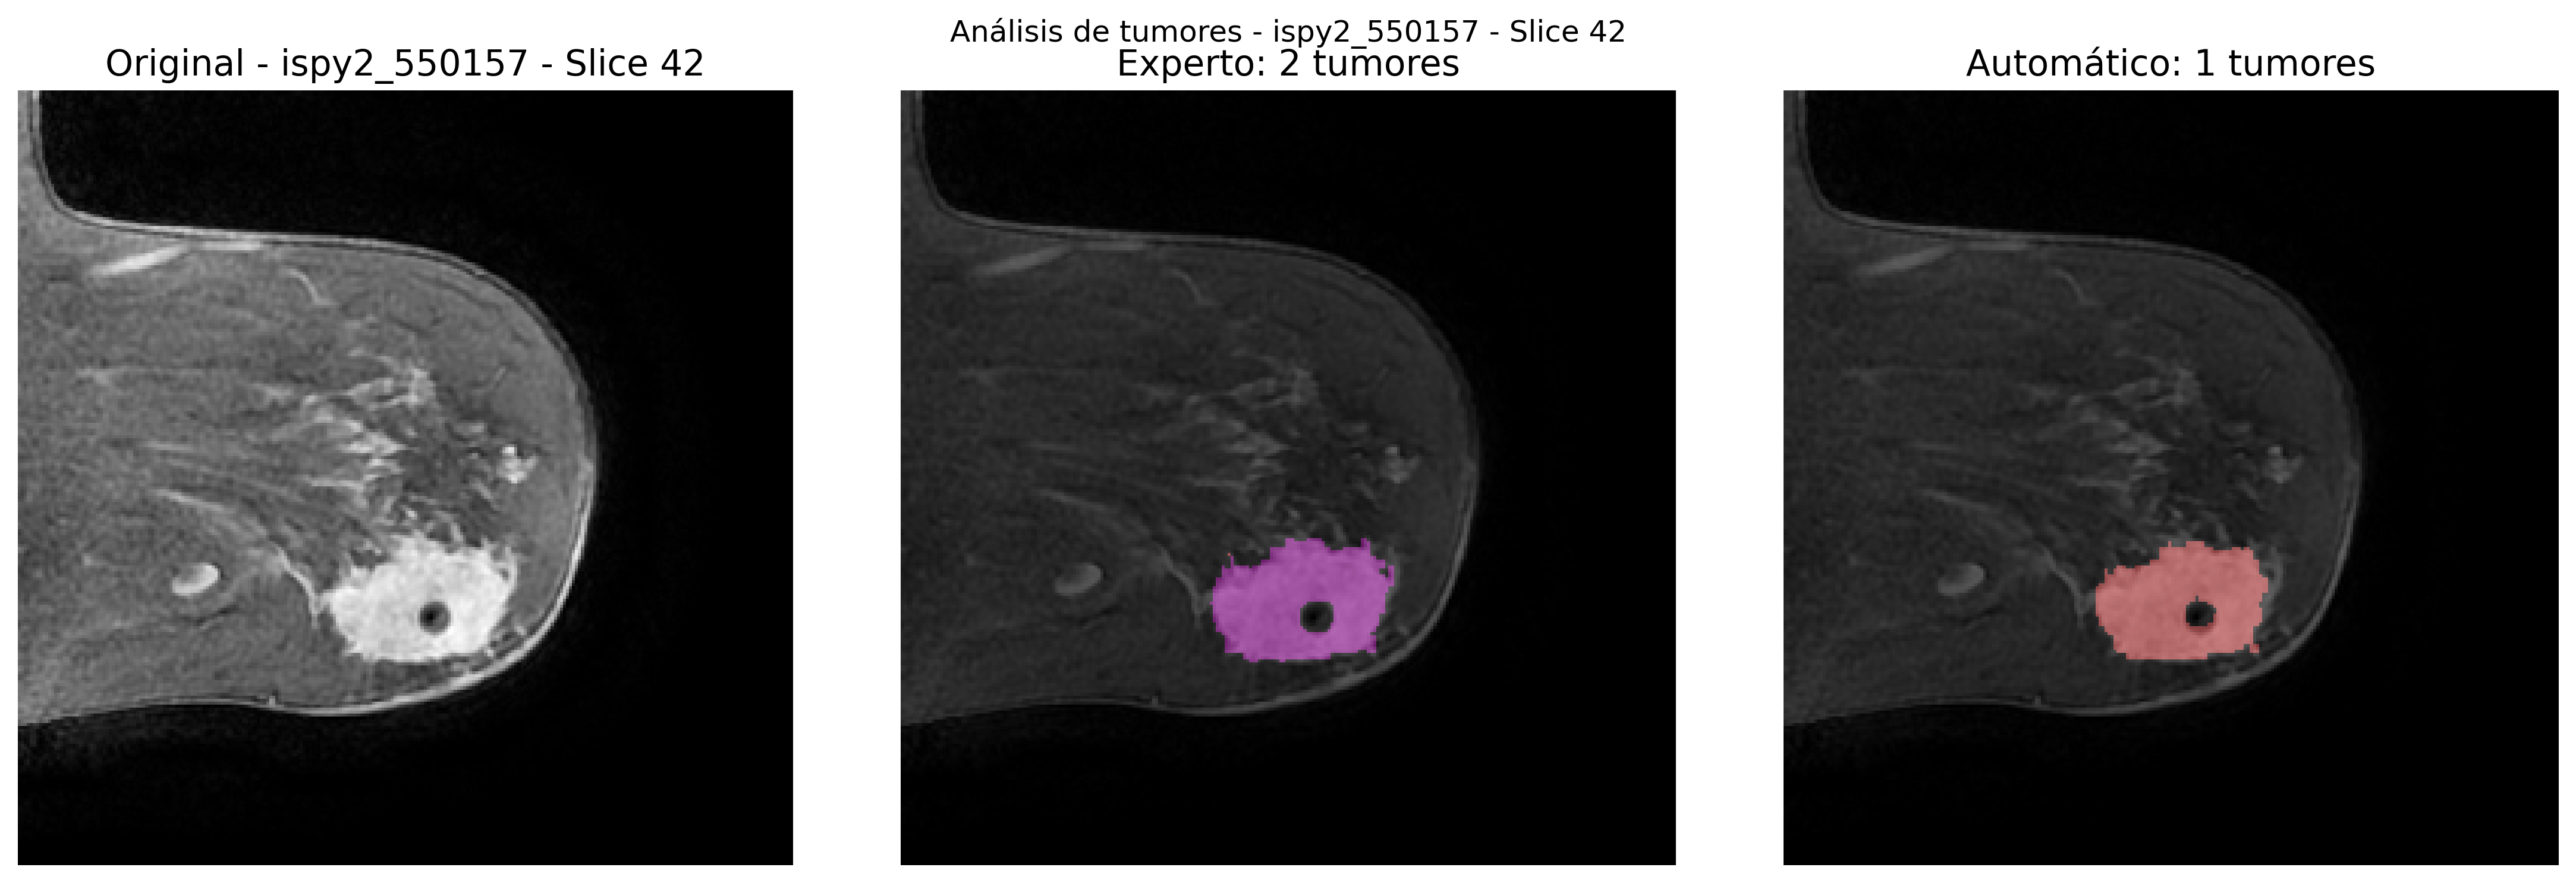 Análisis de tumores - ispy2_550157 - Slice 42
Original - ispy2_550157 - Slice 42
Experto: 2 tumores
Automático: 1 tumores